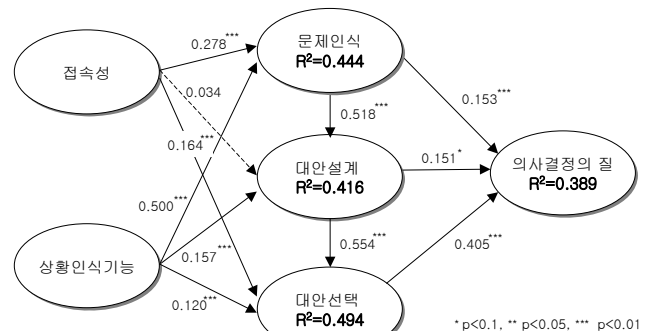 문제인식
R²=0.444
접속성
0.278***
0.034
0.518***
0.153***
0.164***
대안설계
R²=0.416
0.151*
의사결정의 질
R²=0.389
0.500***
0.157***
0.554***
0.405***
상황인식기능
0.120***
대안선택
R²=0.494
* p<0.1, ** p<0.05, *** p<0.01